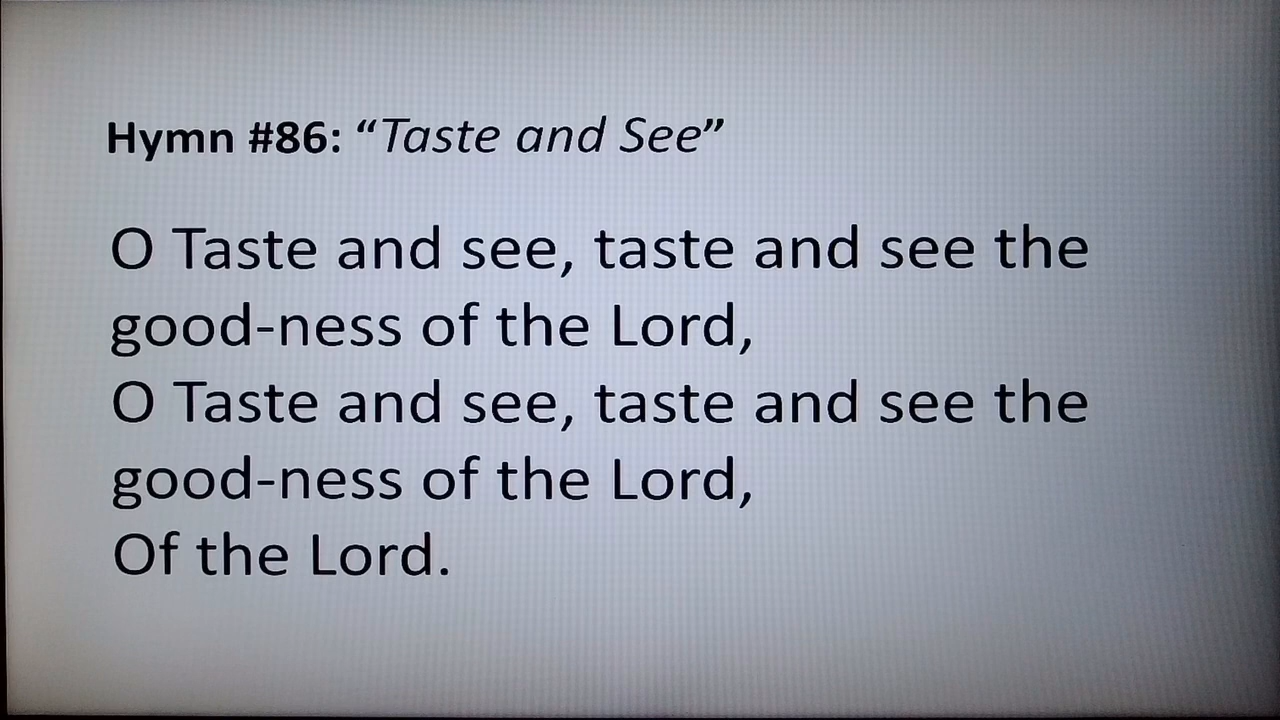 Hymn #86: “Taste and See”
O Taste and see, taste and see the
good-ness of the Lord,
O Taste and see, taste and see the
good-ness of the Lord,
Of the Lord.